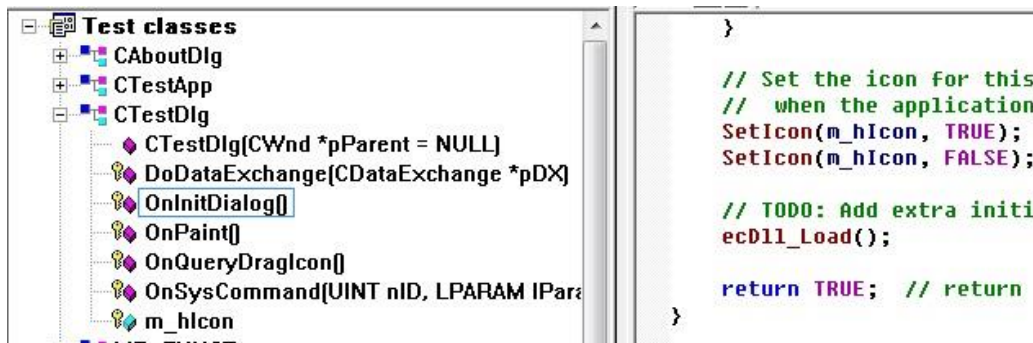 Test classes
CAboutDlg
CTestApp
CTestDlg
CTestDlg(CWnd *pParent = NULL)
DoDataExchange(CDataExchange *pDX)
OnInitDialog()
OnPaint()
OnQueryDragIcon()
OnSysCommand(UINT nID, LPARAM lPara
m_hIcon
}
// Set the icon for this
//  when the application
SetIcon(m_hIcon, TRUE);
SetIcon(m_hIcon, FALSE);
// TODO: Add extra initi
ecDll_Load();
return TRUE;  // return
}